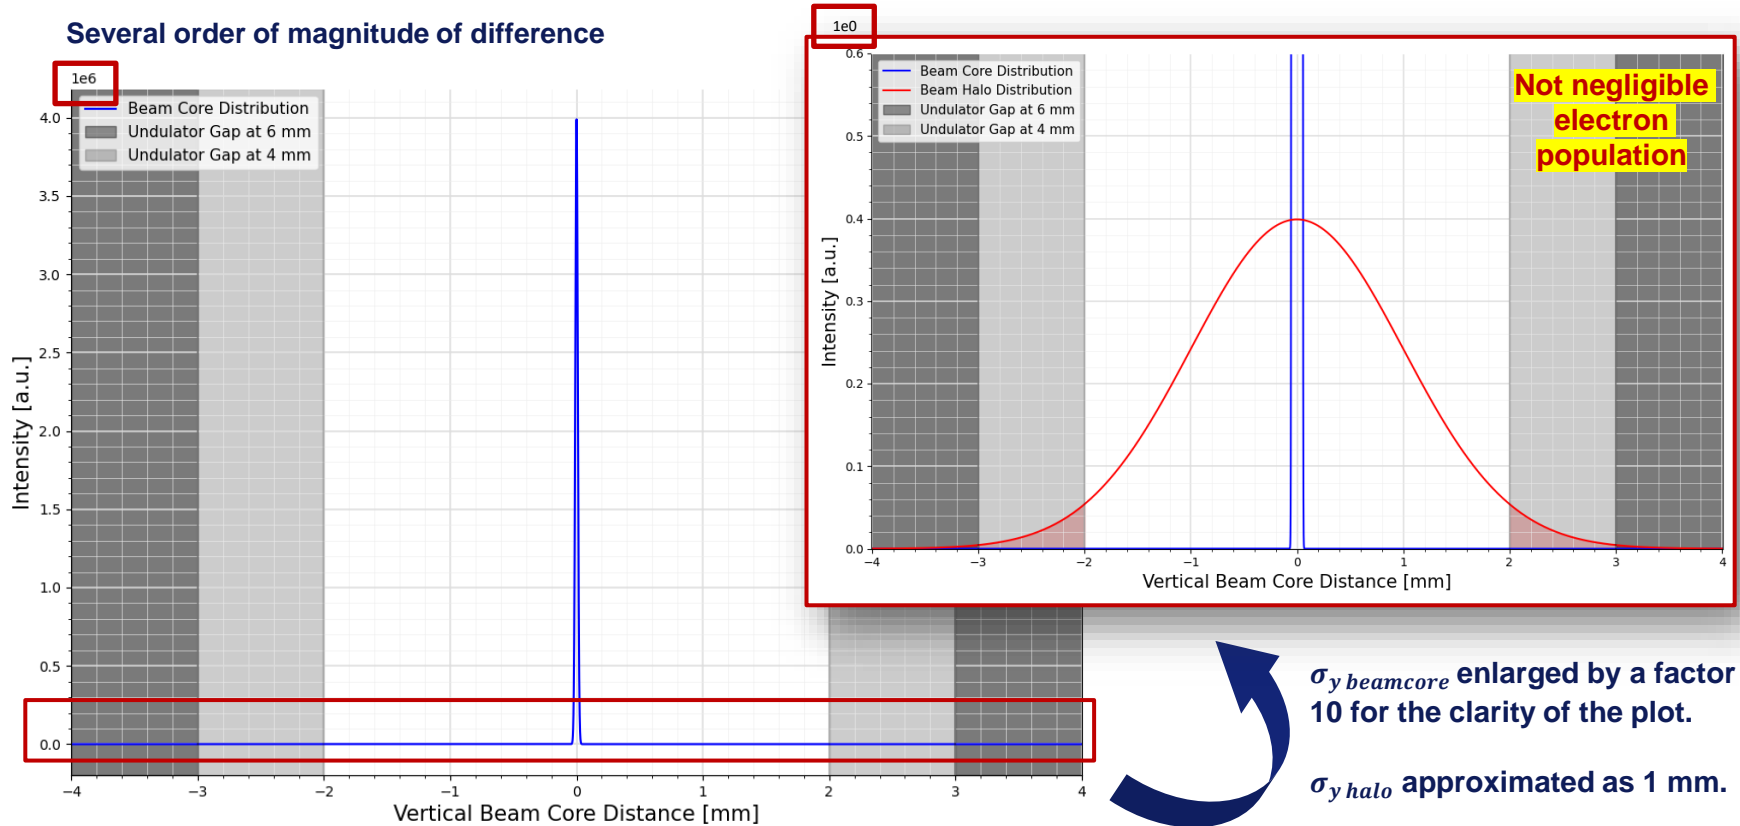 Several order of magnitude of difference
1e6
Beam Core Distribution
Undulator Gap at 6 mm
Undulator Gap at 4 mm
4.0
3.5
3.0
2.5
2.0
1.5
1.0
0.5
0.0
Intensity [a.u.]
−4 −3 −2 −1 0 1 2 3 4
Vertical Beam Core Distance [mm]
1e0
Beam Core Distribution
Beam Halo Distribution
Undulator Gap at 6 mm
Undulator Gap at 4 mm
Not negligible
electron
population
0.6
0.5
0.4
0.3
0.2
0.1
0.0
Intensity [a.u.]
−4 −3 −2 −1 0 1 2 3 4
Vertical Beam Core Distance [mm]
σ_y beamcore enlarged by a factor
10 for the clarity of the plot.
σ_y halo approximated as 1 mm.